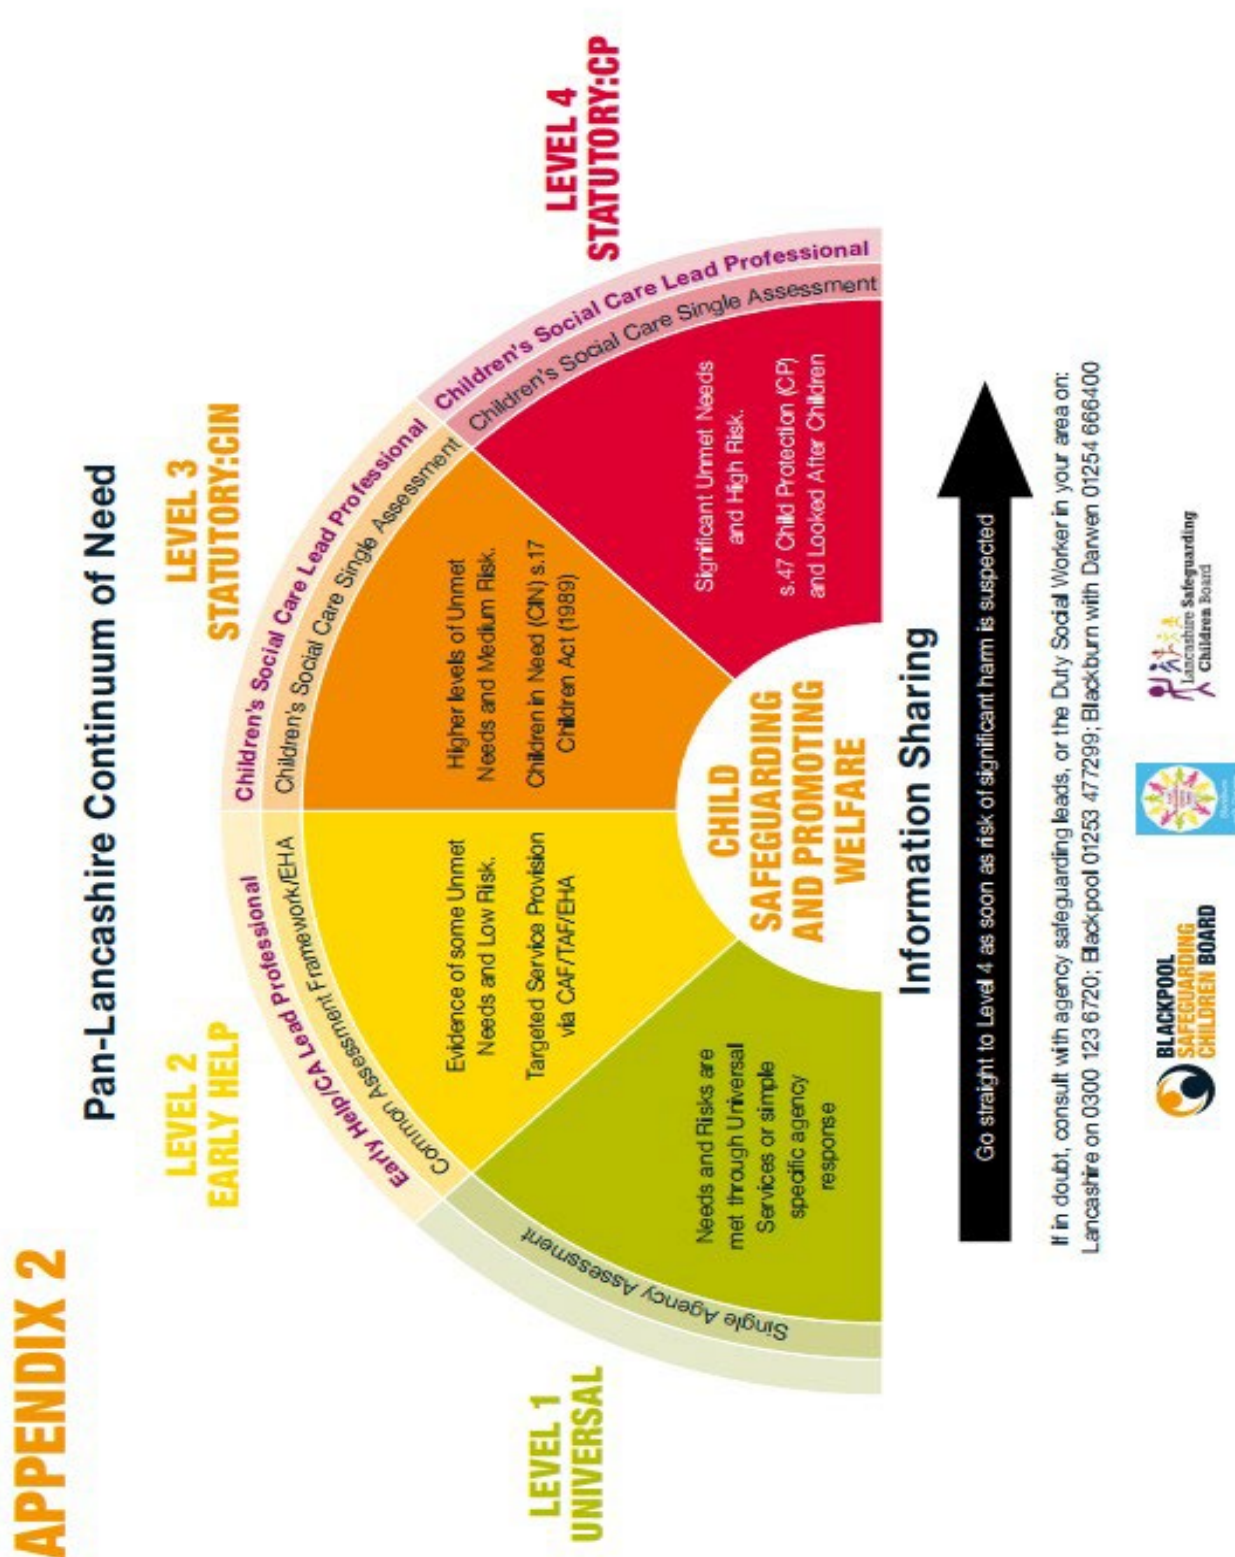 APPENDIX 2
Pan-Lancashire Continuum of Need
LEVEL 1
UNIVERSAL
LEVEL 2
EARLY HELP
LEVEL 3
STATUTORY:CIN
LEVEL 4
STATUTORY:CP
Single Agency Assessment
Needs and Risks are
met through Universal
Services or simple
specific agency
response
Early Help/CA Lead Professional
Common Assessment Framework/EHA
Evidence of some Unmet
Needs and Low Risk.
Targeted Service Provision
via CAF/TAF/EHA
Children's Social Care Lead Professional
Children's Social Care Single Assessment
Higher levels of Unmet
Needs and Medium Risk.
Children in Need (CIN) s.17
Children Act (1989)
Children's Social Care Lead Professional
Children's Social Care Single Assessment
Significant Unmet Needs
and High Risk.
s.47 Child Protection (CP)
and Looked After Children
CHILD
SAFEGUARDING
AND PROMOTING
WELFARE
Information Sharing
Go straight to Level 4 as soon as risk of significant harm is suspected
If in doubt, consult with agency safeguarding leads, or the Duty Social Worker in your area on:
Lancashire on 0300 123 6720; Blackpool 01253 477299; Blackburn with Darwen 01254 666400
BLACKPOOL
SAFEGUARDING
CHILDREN BOARD
Lancashire Safeguarding
Children Board